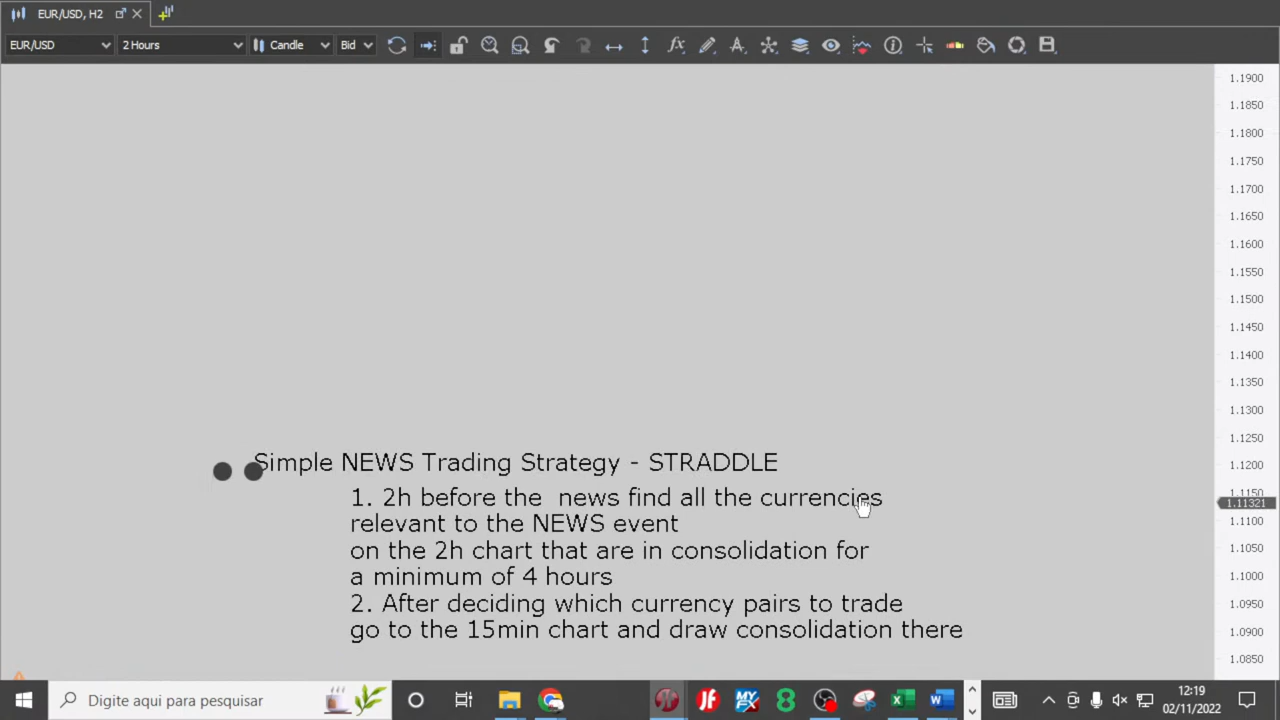 EUR/USD, H2
EUR/USD
2 Hours
Candle
Bid
1.1900
1.1850
1.1800
1.1750
1.1700
1.1650
1.1600
1.1550
1.1500
1.1450
1.1400
1.1350
1.1300
1.1250
1.1200
1.1150
1.11321
1.1100
1.1050
1.1000
1.0950
1.0900
1.0850
Simple NEWS Trading Strategy - STRADDLE
1. 2h before the news find all the currencies
relevant to the NEWS event
on the 2h chart that are in consolidation for
a minimum of 4 hours
2. After deciding which currency pairs to trade
go to the 15min chart and draw consolidation there
Digite aqui para pesquisar
12:19
02/11/2022